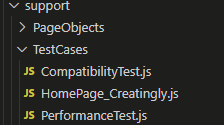 support
PageObjects
TestCases
JS CompatibilityTest.js
JS HomePage_Creatingly.js
JS PerformanceTest.js